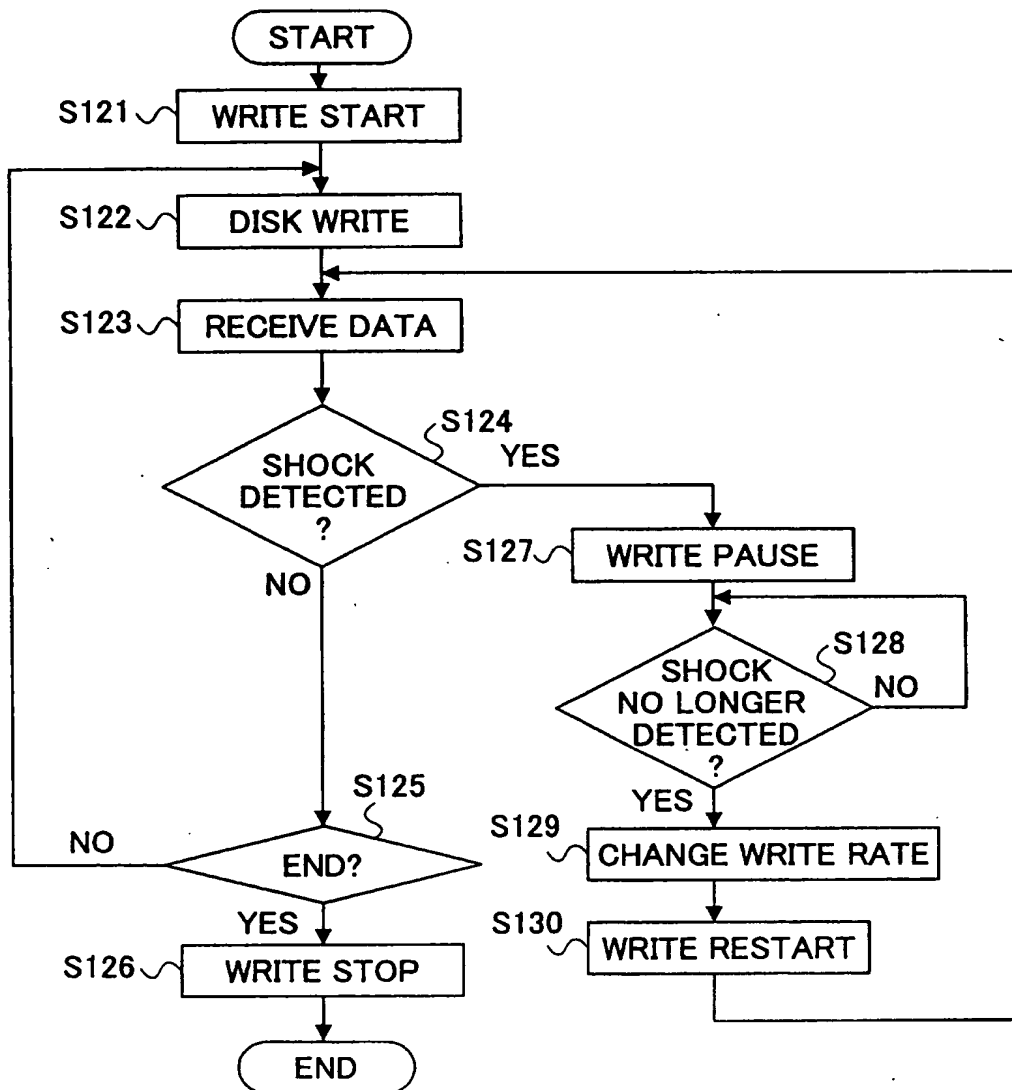 START
S121
WRITE START
S122
DISK WRITE
S123
RECEIVE DATA
S124
SHOCK
DETECTED
?
YES
NO
S127
WRITE PAUSE
S128
SHOCK
NO LONGER
DETECTED
?
NO
YES
S125
END?
NO
YES
S129
CHANGE WRITE RATE
S130
WRITE RESTART
S126
WRITE STOP
END